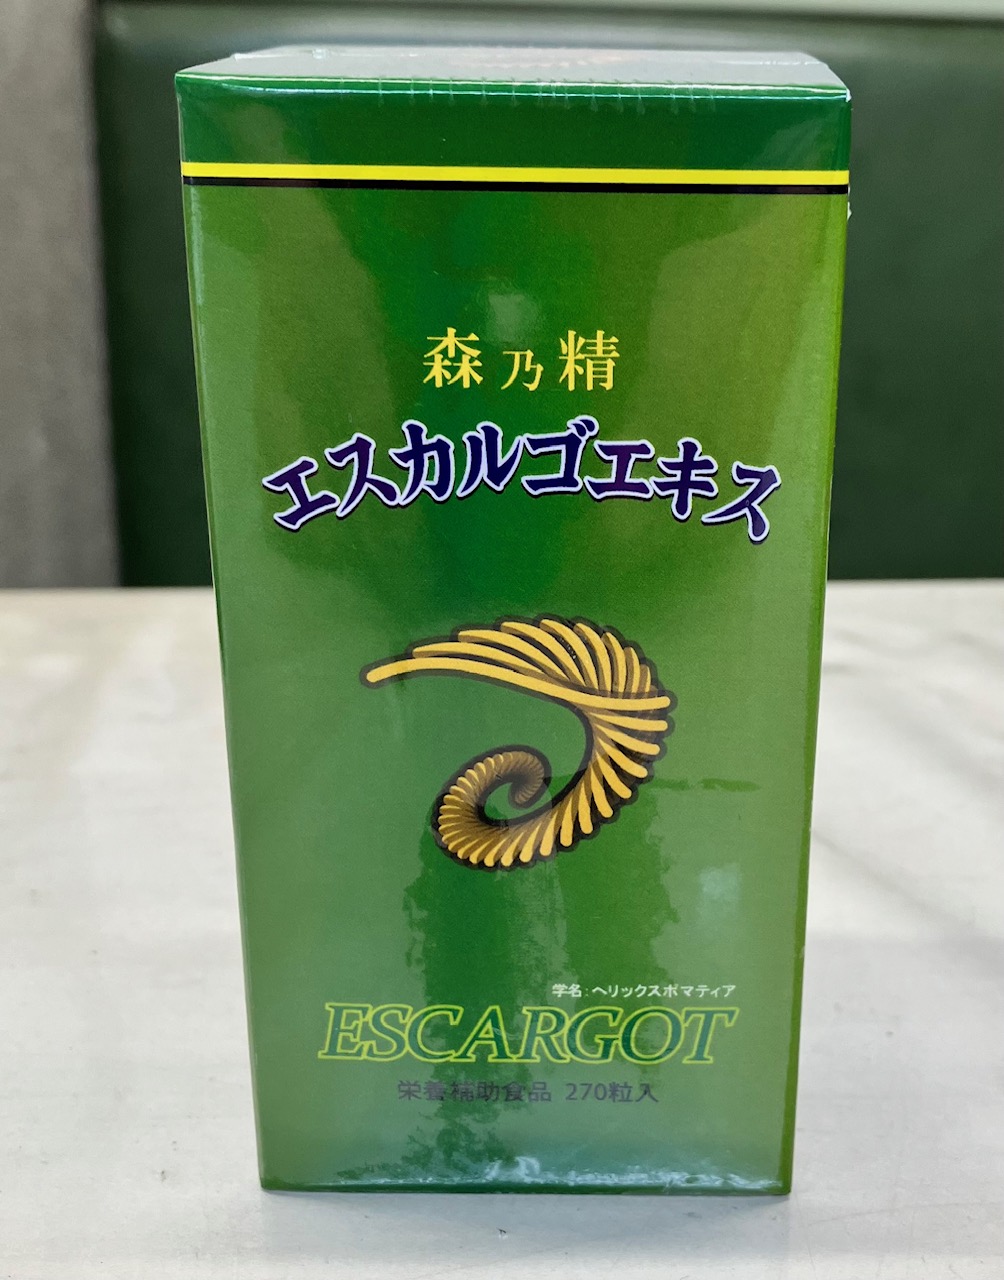 森乃精
エスカルゴエキス
学名:ヘリックスポマティア
ESCARGOT
栄養補助食品 270粒入